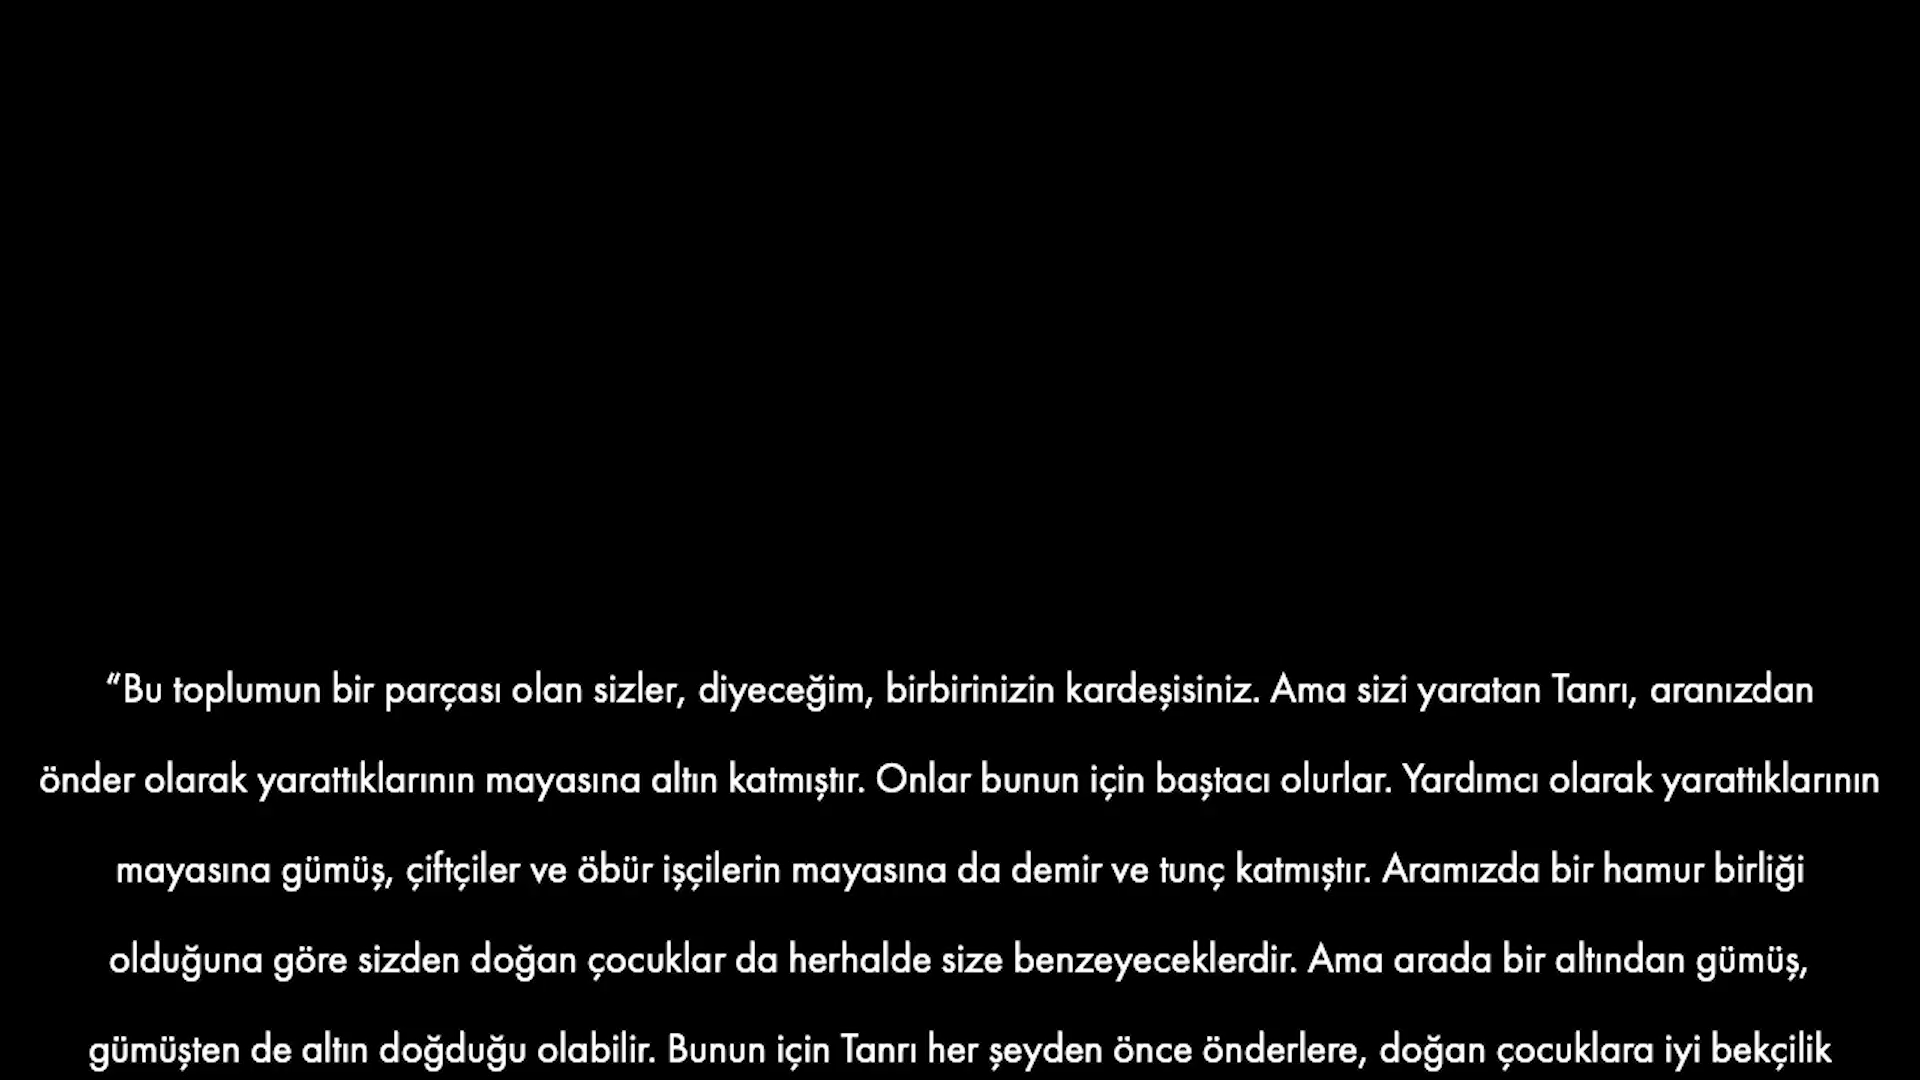 “Bu toplumun bir parçası olan sizler, diyeceğim, birbirinizin kardeşisiniz. Ama sizi yaratan Tanrı, aranızdan
önder olarak yarattıklarının mayasına altın katmıştır. Onlar bunun için baştacı olurlar. Yardımcı olarak yarattıklarının
mayasına gümüş, çiftçiler ve öbür işçilerin mayasına da demir ve tunç katmıştır. Aramızda bir hamur birliği
olduğuna göre sizden doğan çocuklar da herhalde size benzeyeceklerdir. Ama arada bir altından gümüş,
gümüşten de altın doğduğu olabilir. Bunun için Tanrı her şeyden önce önderlere, doğan çocuklara iyi bekçilik